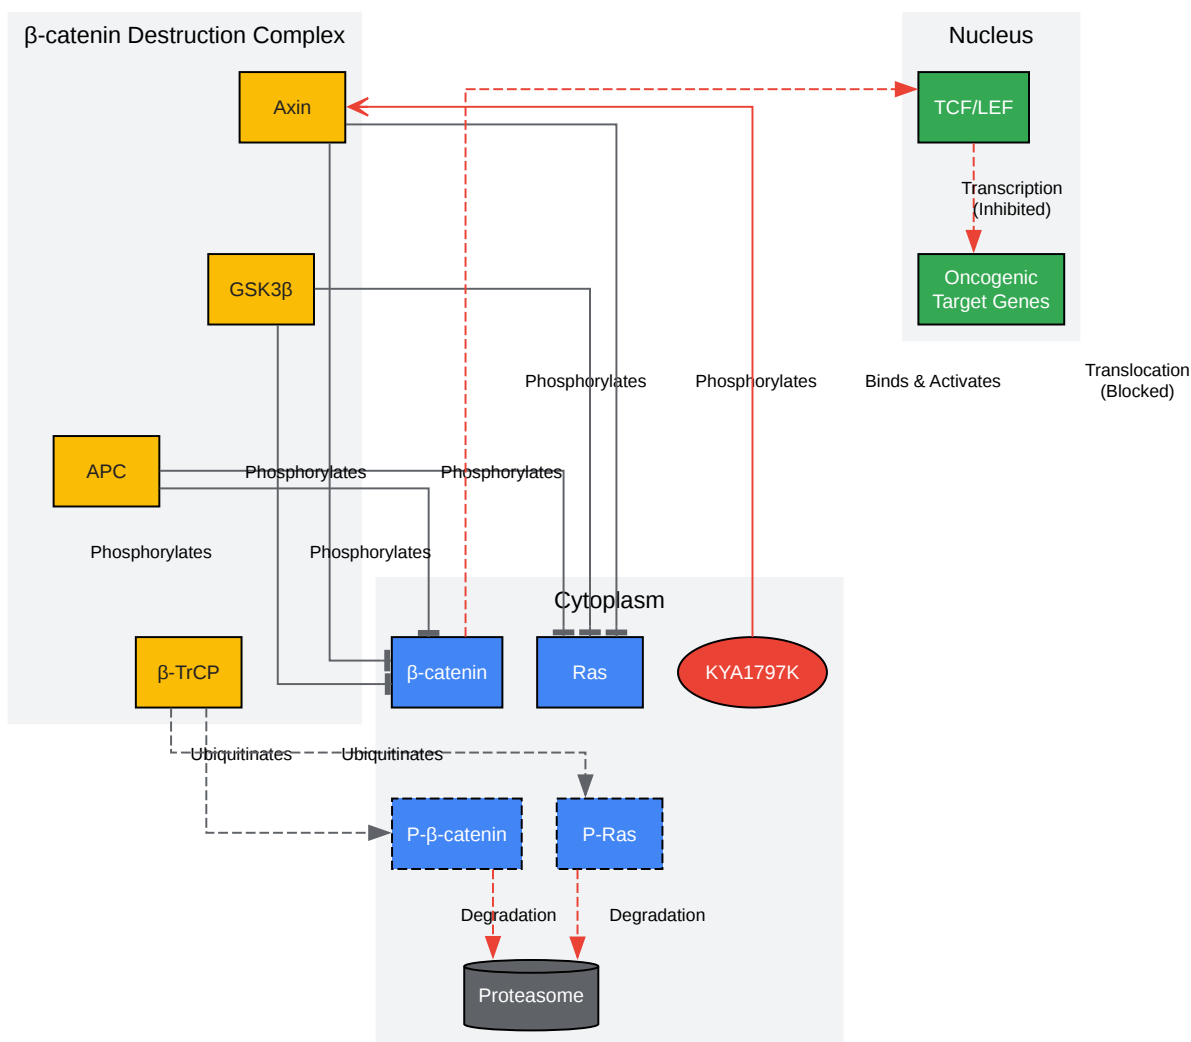 β-catenin Destruction Complex
Nucleus
Axin
TCF/LEF
Transcription
(Inhibited)
GSK3β
Oncogenic
Target Genes
Phosphorylates
Phosphorylates
Binds & Activates
Translocation
(Blocked)
APC
Phosphorylates
Phosphorylates
Phosphorylates
Phosphorylates
Cytoplasm
β-TrCP
β-catenin
Ras
KYA1797K
Ubiquitinates
Ubiquitinates
P-β-catenin
P-Ras
Degradation
Degradation
Proteasome